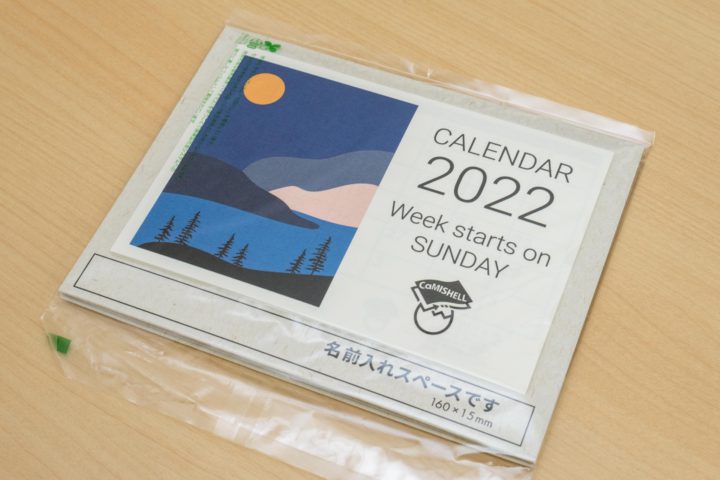 CALENDAR
2022
Week starts on
SUNDAY
CaMISHELL
名前入れスペースです
160×15mm